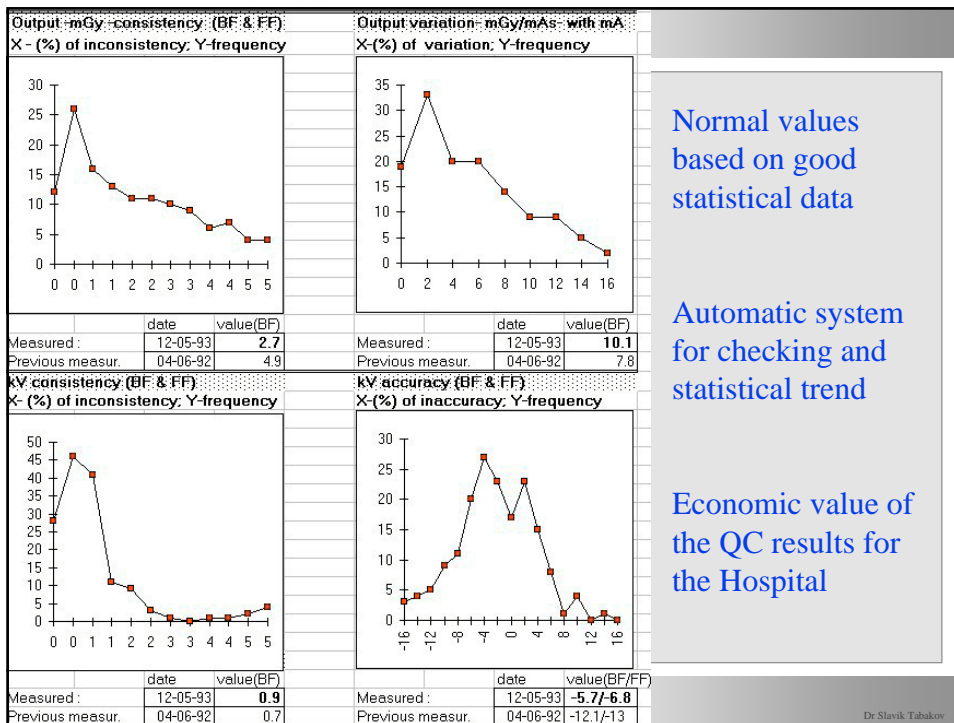 Output -mGy -consistency (BF & FF)
X - (%) of inconsistency; Y-frequency
30
25
20
15
10
5
0
0 0 1 1 2 2 3 3 4 4 5 5
date value(BF)
Measured : 12-05-93 2.7
Previous measur. 04-06-92 4.9
Output variation- mGy/mAs- with mA
X-(%) of variation; Y-frequency
35
30
25
20
15
10
5
0
0 2 4 6 8 10 12 14 16
date value(BF)
Measured : 12-05-93 10.1
Previous measur. 04-06-92 7.8
kV consistency (BF & FF)
X- (%) of inconsistency; Y-frequency
50
45
40
35
30
25
20
15
10
5
0
0 0 1 1 2 2 3 3 4 4 5 5
date value(BF)
Measured : 12-05-93 0.9
Previous measur. 04-06-92 0.7
kV accuracy (BF & FF)
X-(%) of inaccuracy; Y-frequency
30
25
20
15
10
5
0
-16 -12 -8 -4 0 4 8 12 16
date value(BF/FF)
Measured : 12-05-93 -5.7/-6.8
Previous measur. 04-06-92 -12.1/-13
Normal values
based on good
statistical data
Automatic system
for checking and
statistical trend
Economic value of
the QC results for
the Hospital
Dr Slavik Tabakov